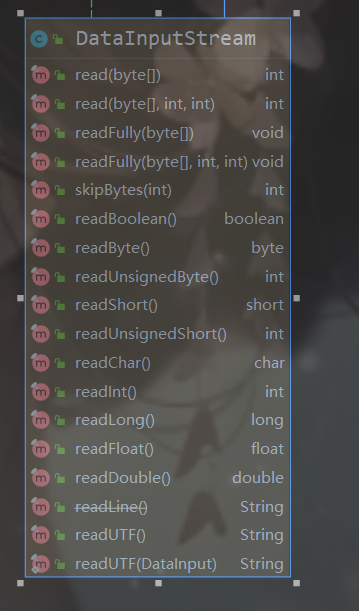 DataInputStream
read(byte[]) int
read(byte[], int, int) int
readFully(byte[]) void
readFully(byte[], int, int) void
skipBytes(int) int
readBoolean() boolean
readByte() byte
readUnsignedByte() int
readShort() short
readUnsignedShort() int
readChar() char
readInt() int
readLong() long
readFloat() float
readDouble() double
readLine() String
readUTF() String
readUTF(DataInput) String